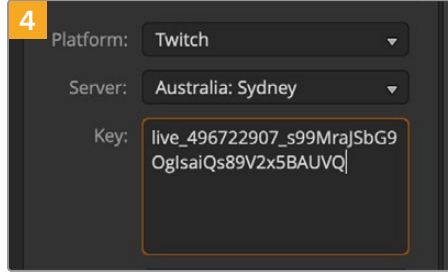 4
Platform: Twitch
Server: Australia: Sydney
Key: live_496722907_s99MraJSbG9
OgIsaiQs89V2x5BAUVQ